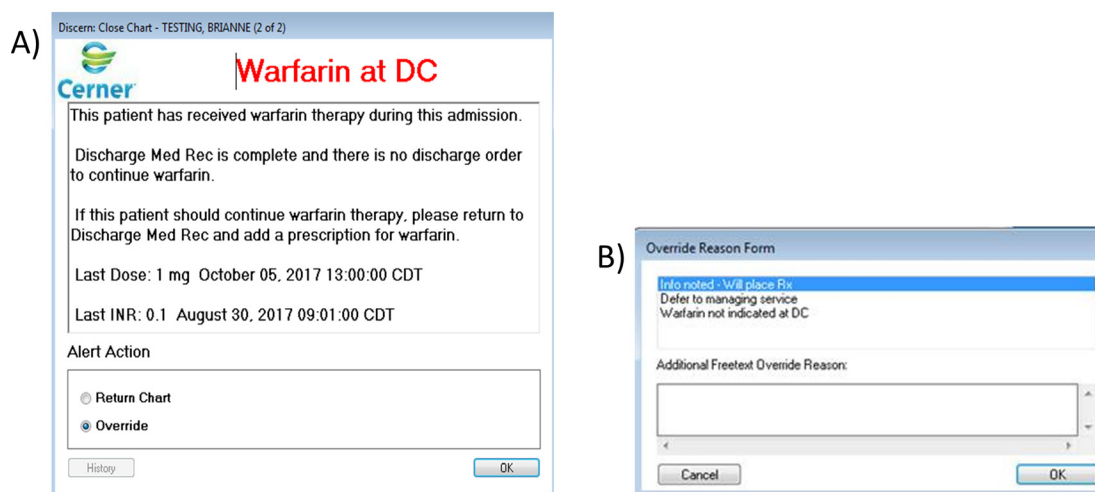 A)
Discern: Close Chart - TESTING, BRIANNE (2 of 2)
Cerner
Warfarin at DC
This patient has received warfarin therapy during this admission.
Discharge Med Rec is complete and there is no discharge order
to continue warfarin.
If this patient should continue warfarin therapy, please return to
Discharge Med Rec and add a prescription for warfarin.
Last Dose: 1 mg October 05, 2017 13:00:00 CDT
Last INR: 0.1 August 30, 2017 09:01:00 CDT
Alert Action
Return Chart
Override
History
OK
B)
Override Reason Form
Info noted - Will place Rx
Defer to managing service
Warfarin not indicated at DC
Additional Freetext Override Reason:
Cancel
OK